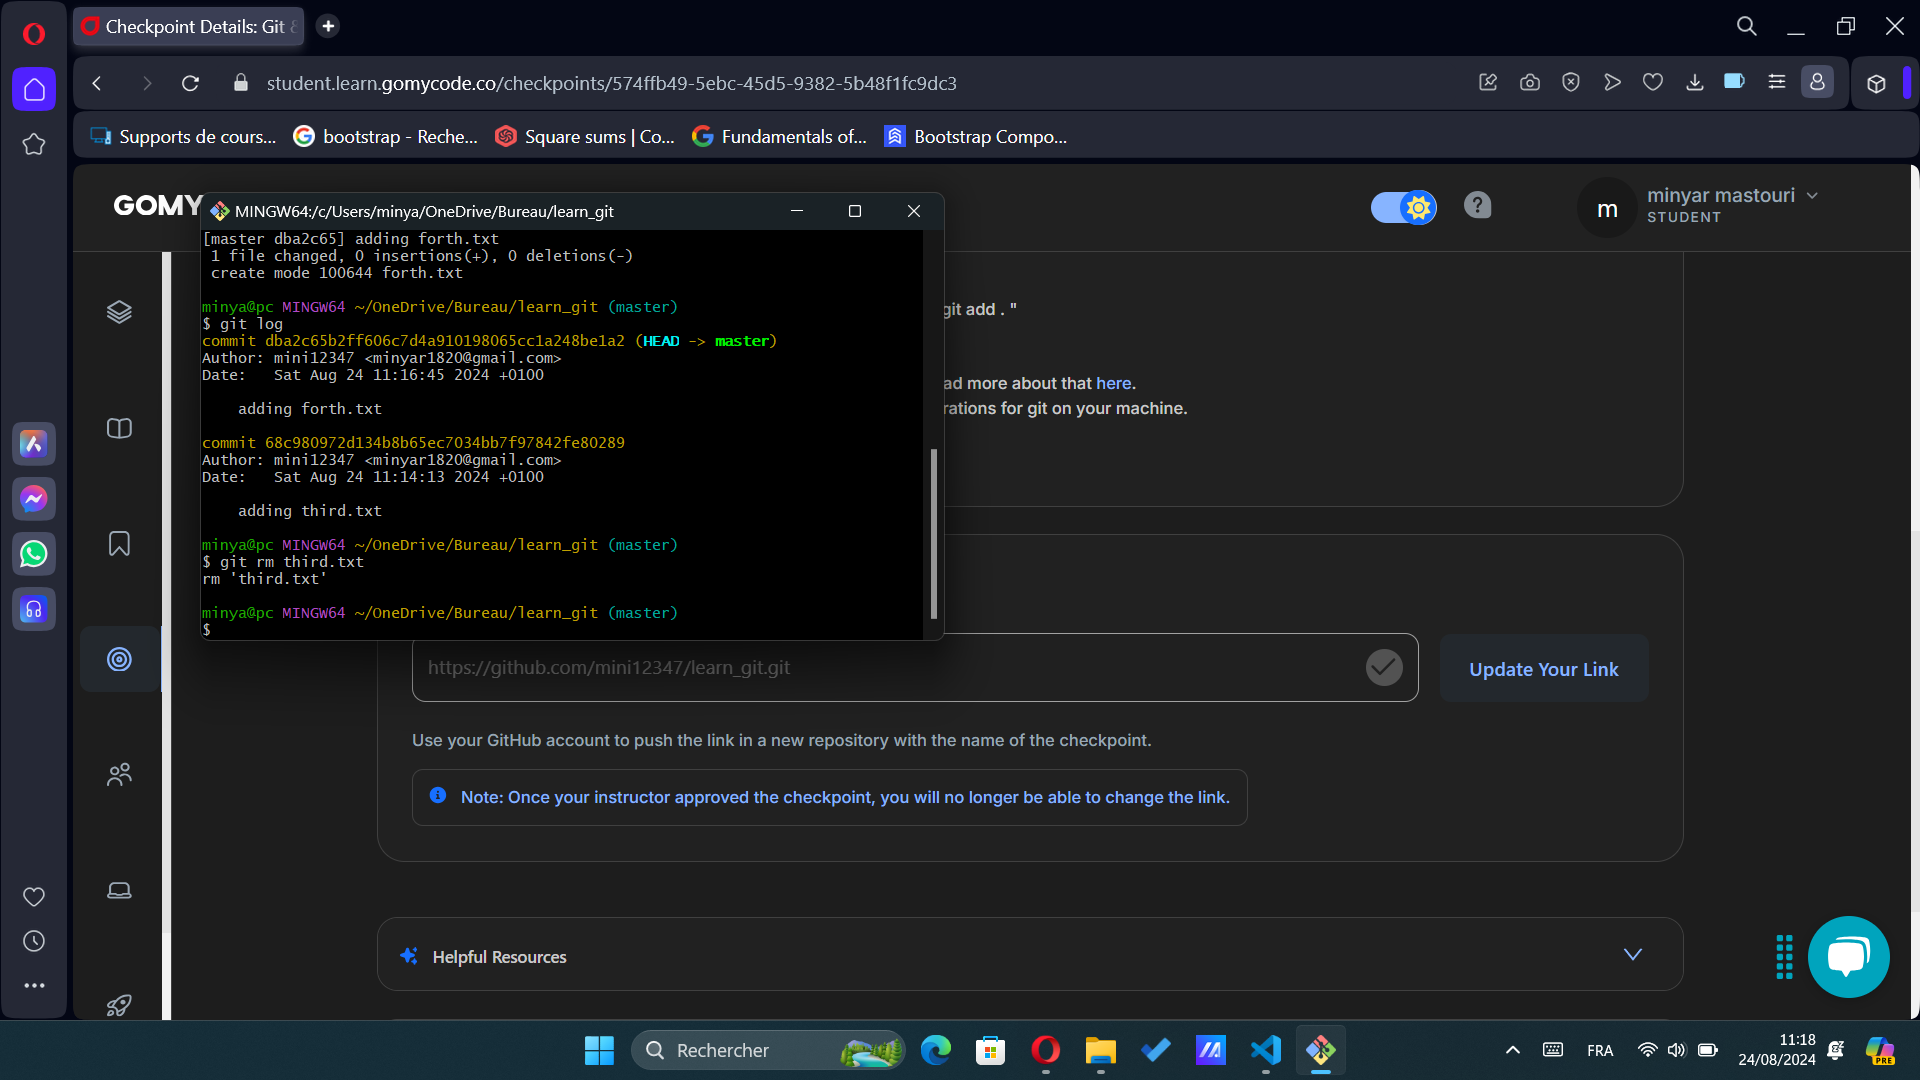 Checkpoint Details: Git &
student.learn.gomycode.co/checkpoints/574ffb49-5ebc-45d5-9382-5b48f1fc9dc3
Supports de cours...
bootstrap - Reche...
Square sums | Co...
Fundamentals of...
Bootstrap Compo...
GOMY
minyar mastouri
STUDENT
m
MINGW64:/c/Users/minya/OneDrive/Bureau/learn_git
[master dba2c65] adding forth.txt
1 file changed, 0 insertions(+), 0 deletions(-)
create mode 100644 forth.txt
minya@pc MINGW64 ~/OneDrive/Bureau/learn_git (master)
$ git log
commit dba2c65b2ff606c7d4a910198065cc1a248be1a2 (HEAD -> master)
Author: mini12347 <minyar1820@gmail.com>
Date:   Sat Aug 24 11:16:45 2024 +0100
adding forth.txt
commit 68c980972d134b8b65ec7034bb7f97842fe80289
Author: mini12347 <minyar1820@gmail.com>
Date:   Sat Aug 24 11:14:13 2024 +0100
adding third.txt
minya@pc MINGW64 ~/OneDrive/Bureau/learn_git (master)
$ git rm third.txt
rm 'third.txt'
minya@pc MINGW64 ~/OneDrive/Bureau/learn_git (master)
$
git add . "
ad more about that here.
rations for git on your machine.
https://github.com/mini12347/learn_git.git
Update Your Link
Use your GitHub account to push the link in a new repository with the name of the checkpoint.
Note: Once your instructor approved the checkpoint, you will no longer be able to change the link.
Helpful Resources
Rechercher
FRA
11:18
24/08/2024
PRE